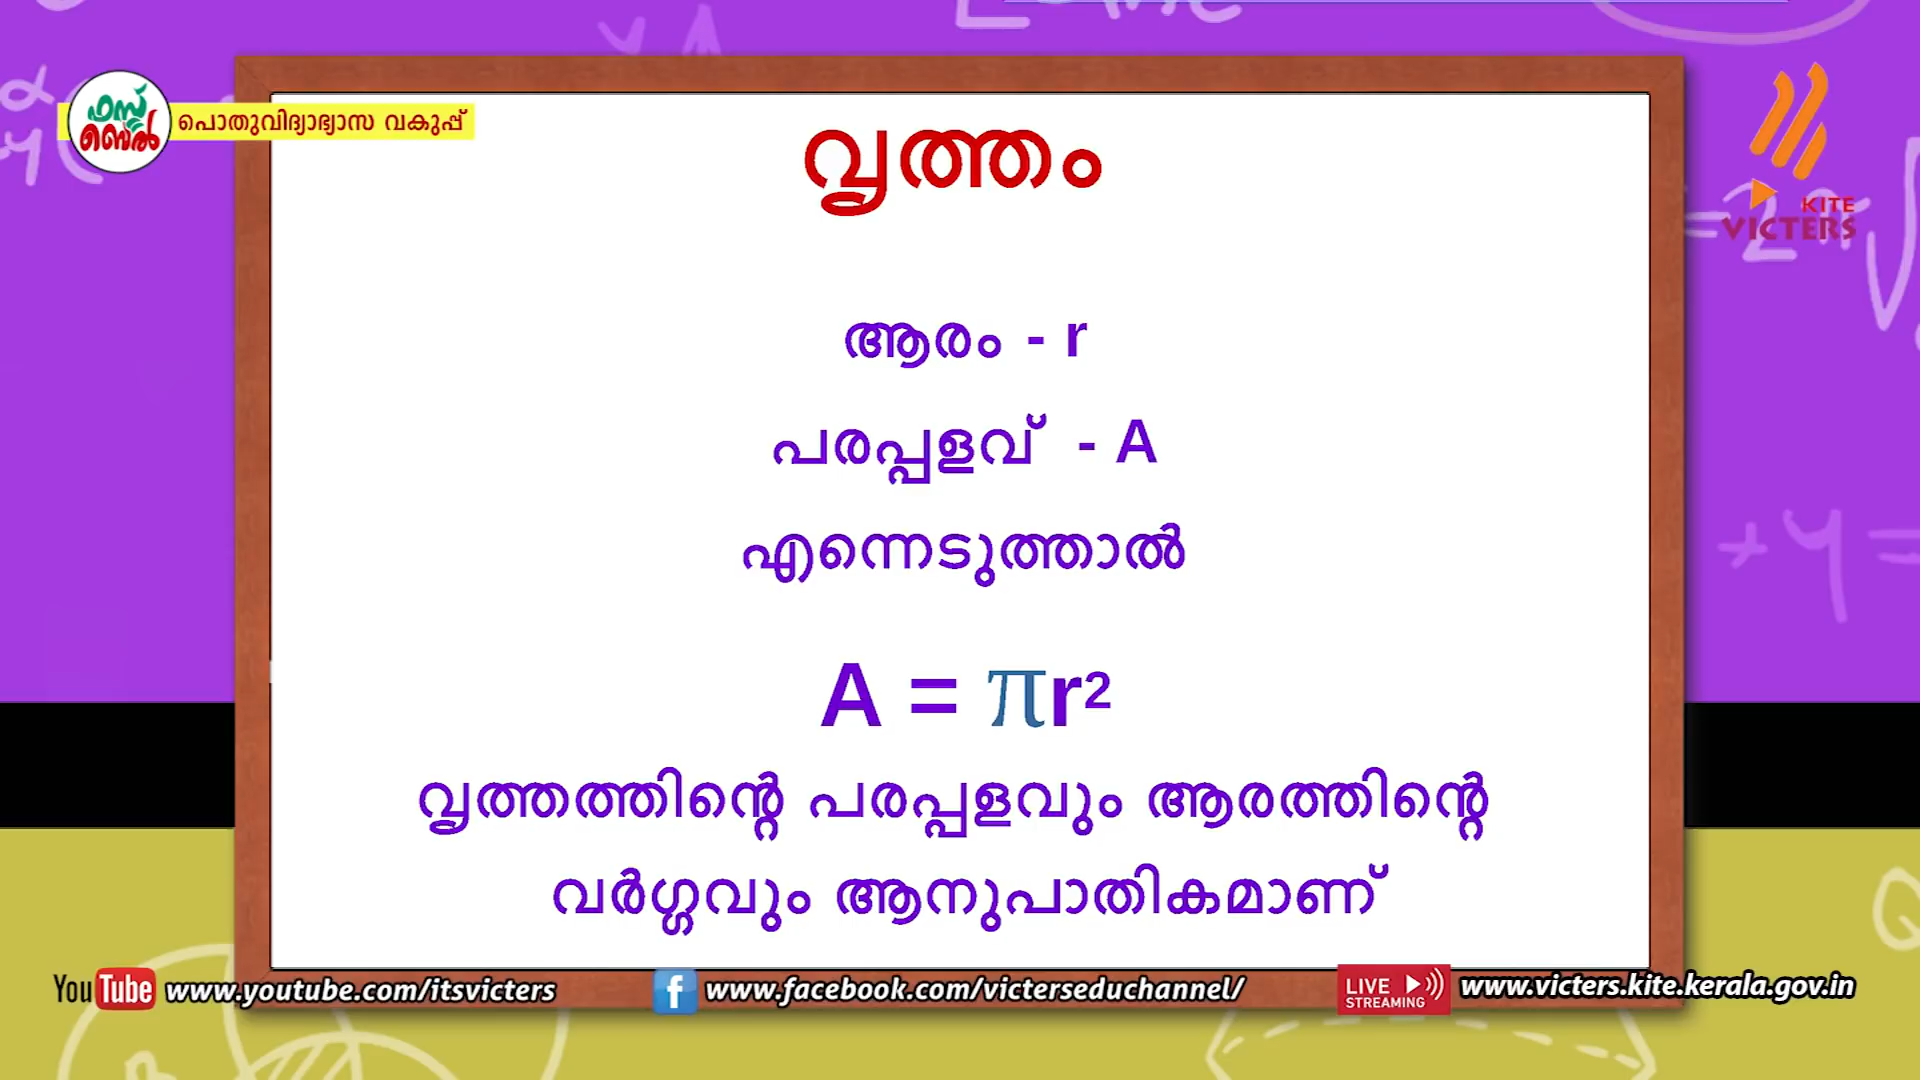 ഫസ്റ്റ്
ബെൽ
പൊതുവിദ്യാഭ്യാസ വകുപ്പ്
KITE
VICTERS
വൃത്തം
ആരം - r
പരപ്പളവ് - A
എന്നെടുത്താൽ
A = πr²
വൃത്തത്തിന്റെ പരപ്പളവും ആരത്തിന്റെ
വർഗ്ഗവും ആനുപാതികമാണ്
YouTube www.youtube.com/itsvicters
f www.facebook.com/victerseduchannel/
LIVE STREAMING www.victers.kite.kerala.gov.in